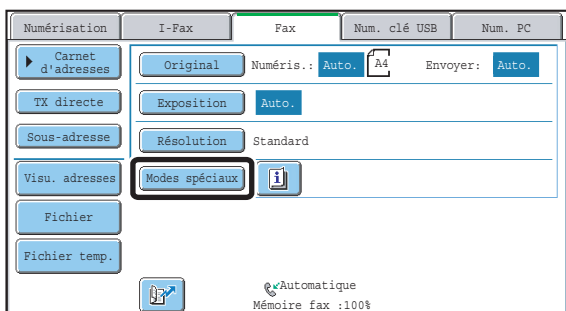 Numérisation I-Fax Fax Num. clé USB Num. PC
Carnet d'adresses
Original Numéris.: Auto. A4 Envoyer: Auto.
TX directe
Exposition Auto.
Sous-adresse
Résolution Standard
Visu. adresses
Modes spéciaux
Fichier
Fichier temp.
Automatique
Mémoire fax :100%